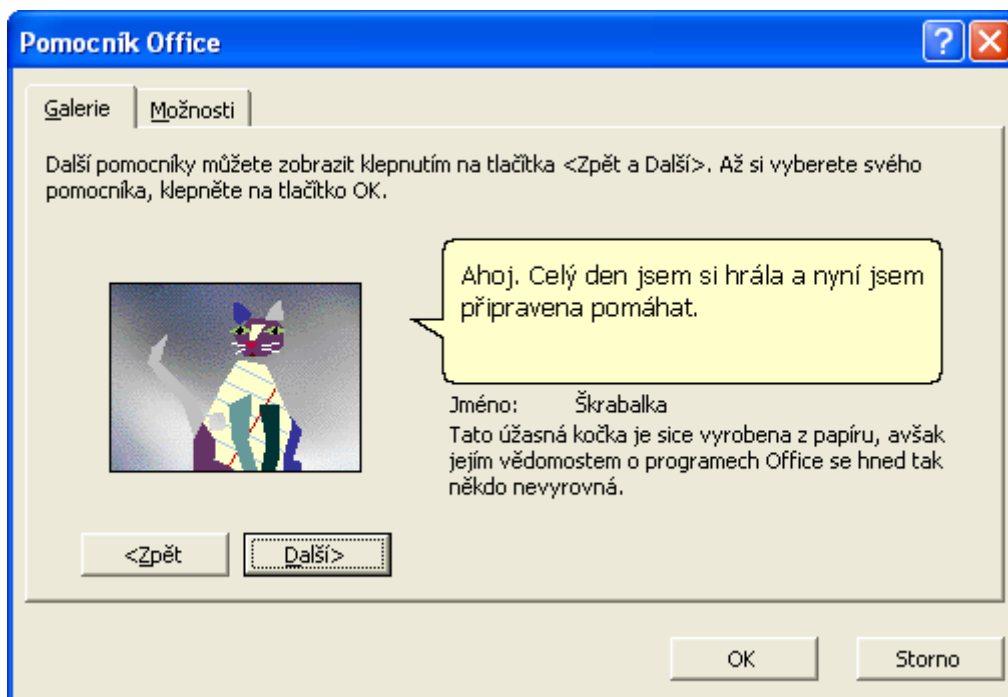 Pomocník Office
Galerie
Možnosti
Další pomocníky můžete zobrazit klepnutím na tlačítka <Zpět a Další>. Až si vyberete svého
pomocníka, klepněte na tlačítko OK.
Ahoj. Celý den jsem si hrála a nyní jsem
připravena pomáhat.
Jméno: Škrabalka
Tato úžasná kočka je sice vyrobena z papíru, avšak
jejím vědomostem o programech Office se hned tak
někdo nevyrovná.
<Zpět
Další>
OK
Storno